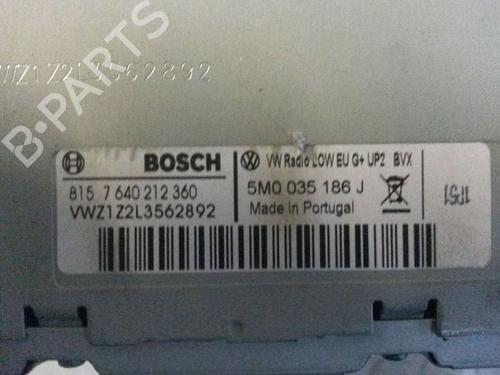 VWZ1Z2L3562892
B-PARTS
BOSCH
VW Radio LOW EU G+ UP2 BVX
815 7 640 212 360
5M0 035 186 J
VWZ1Z2L3562892
Made in Portugal
1P51